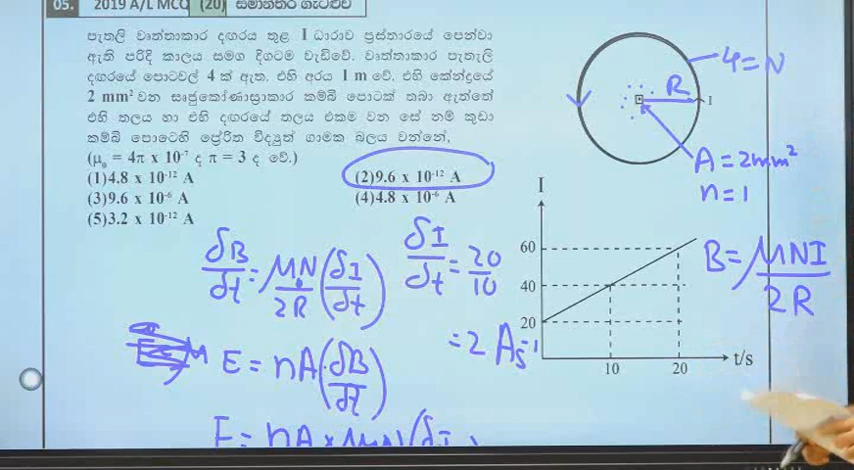 05. 2019 A/L MCQ (20) සමාන්තර ගැටළුව
පැතලි වෘත්තාකාර දඟරය තුළ I ධාරාව ප්‍රස්තාරයේ පෙන්වා
ඇති පරිදි කාලය සමග දිගටම වැඩිවේ. වෘත්තාකාර පැතැලි
දඟරයේ පොටවල් 4 ක් ඇත. එහි අරය 1 m වේ. එහි කේන්ද්‍රයේ
2 mm² වන සෘජුකෝණාස්‍රාකාර කම්බි පොටක් තබා ඇත්තේ
එහි තලය හා එහි දඟරයේ තලය එකම වන සේ නම් කුඩා
කම්බි පොටෙහි ප්‍රේරිත විද්‍යුත් ගාමක බලය වන්නේ,
(μ₀ = 4π x 10⁻⁷ ද π = 3 ද වේ.)
(1)4.8 x 10⁻¹² A (2)9.6 x 10⁻¹² A
(3)9.6 x 10⁻⁶ A (4)4.8 x 10⁻⁶ A
(5)3.2 x 10⁻¹² A
4=N
R
I
A=2mm²
n=1
I
60
40
20
10 20 t/s
B=μNI/2R
δB/δt=μ₀N/2R(δI/δt)
δI/δt=20/10
=2 As⁻¹
E=nA(δB/δt)
E=nA×μN(δI